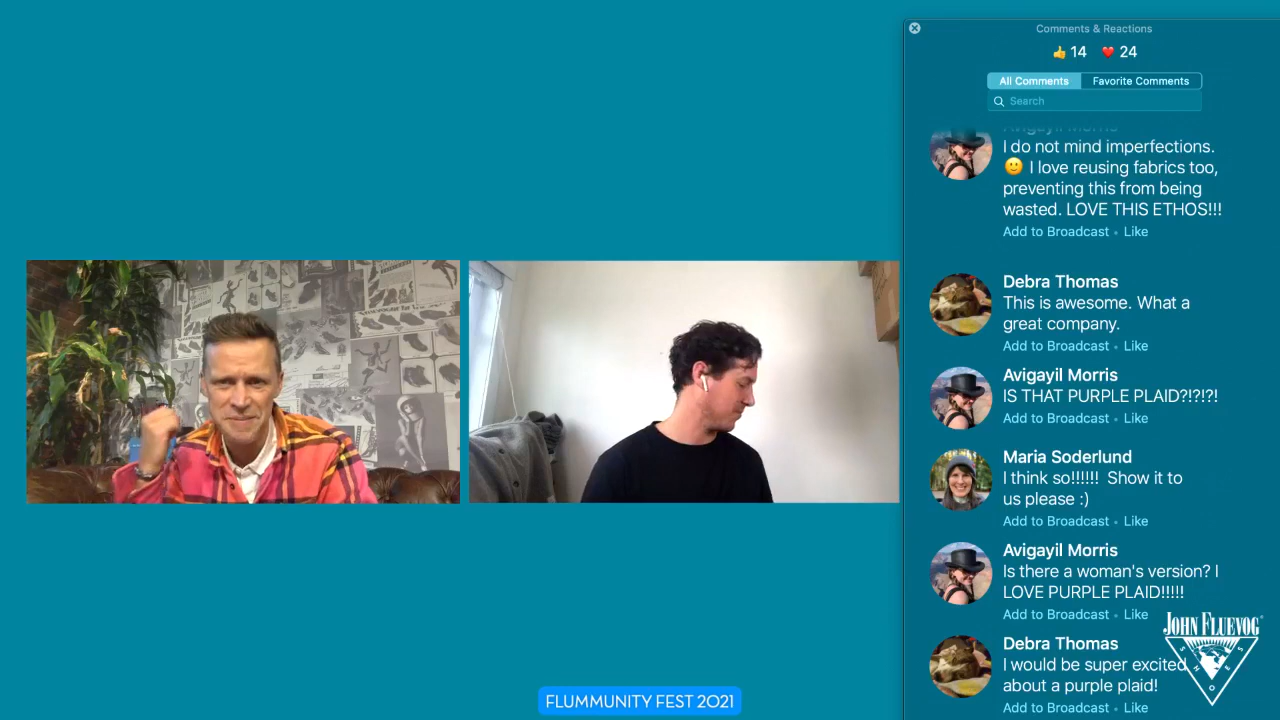 Comments & Reactions
👍 14 ❤️ 24
All Comments Favorite Comments
Search
Avigayil Morris
I do not mind imperfections.
🙂 I love reusing fabrics too,
preventing this from being
wasted. LOVE THIS ETHOS!!!
Add to Broadcast • Like
Debra Thomas
This is awesome. What a
great company.
Add to Broadcast • Like
Avigayil Morris
IS THAT PURPLE PLAID?!?!?!
Add to Broadcast • Like
Maria Soderlund
I think so!!!!!! Show it to
us please :)
Add to Broadcast • Like
Avigayil Morris
Is there a woman's version? I
LOVE PURPLE PLAID!!!!!
Add to Broadcast • Like
Debra Thomas
I would be super excited
about a purple plaid!
Add to Broadcast • Like
JOHN FLUEVOG
SHOES
FLUMMUNITY FEST 2021